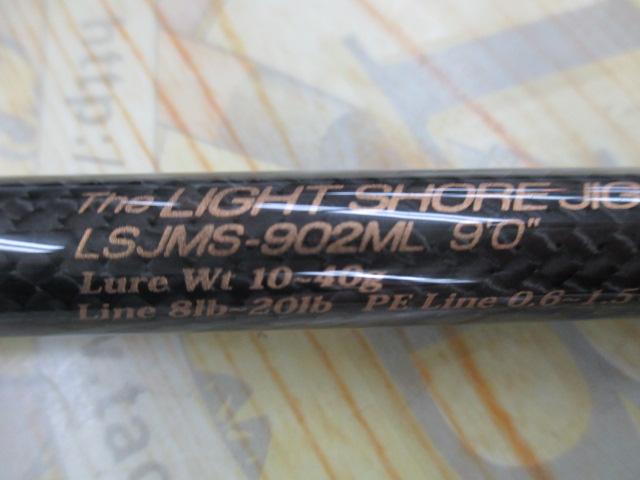 The LIGHT SHORE JIG
LSJMS-902ML 9'0"
Lure Wt 10~40g
Line 8lb~20lb PE Line 0.6~1.5